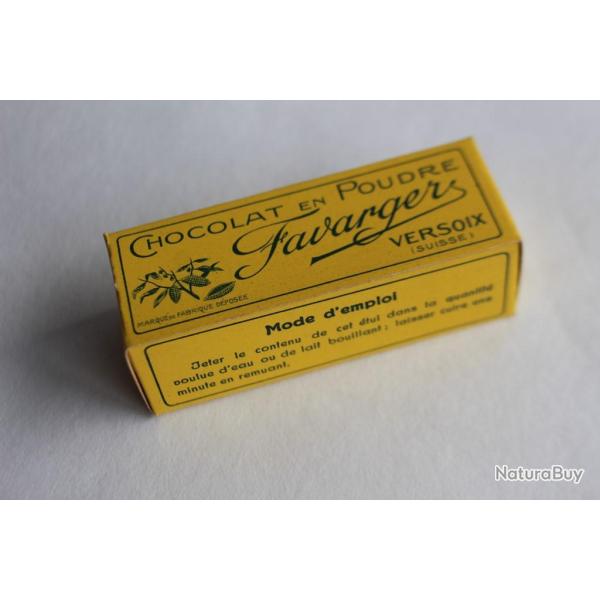 CHOCOLAT EN POUDRE
Favarger
VERSOIX
(SUISSE)
MARQUE DE FABRIQUE DÉPOSÉE
Mode d'emploi
Jeter le contenu de cet étui dans la quantité
voulue d'eau ou de lait bouillant; laisser cuire une
minute en remuant.
NaturaBuy